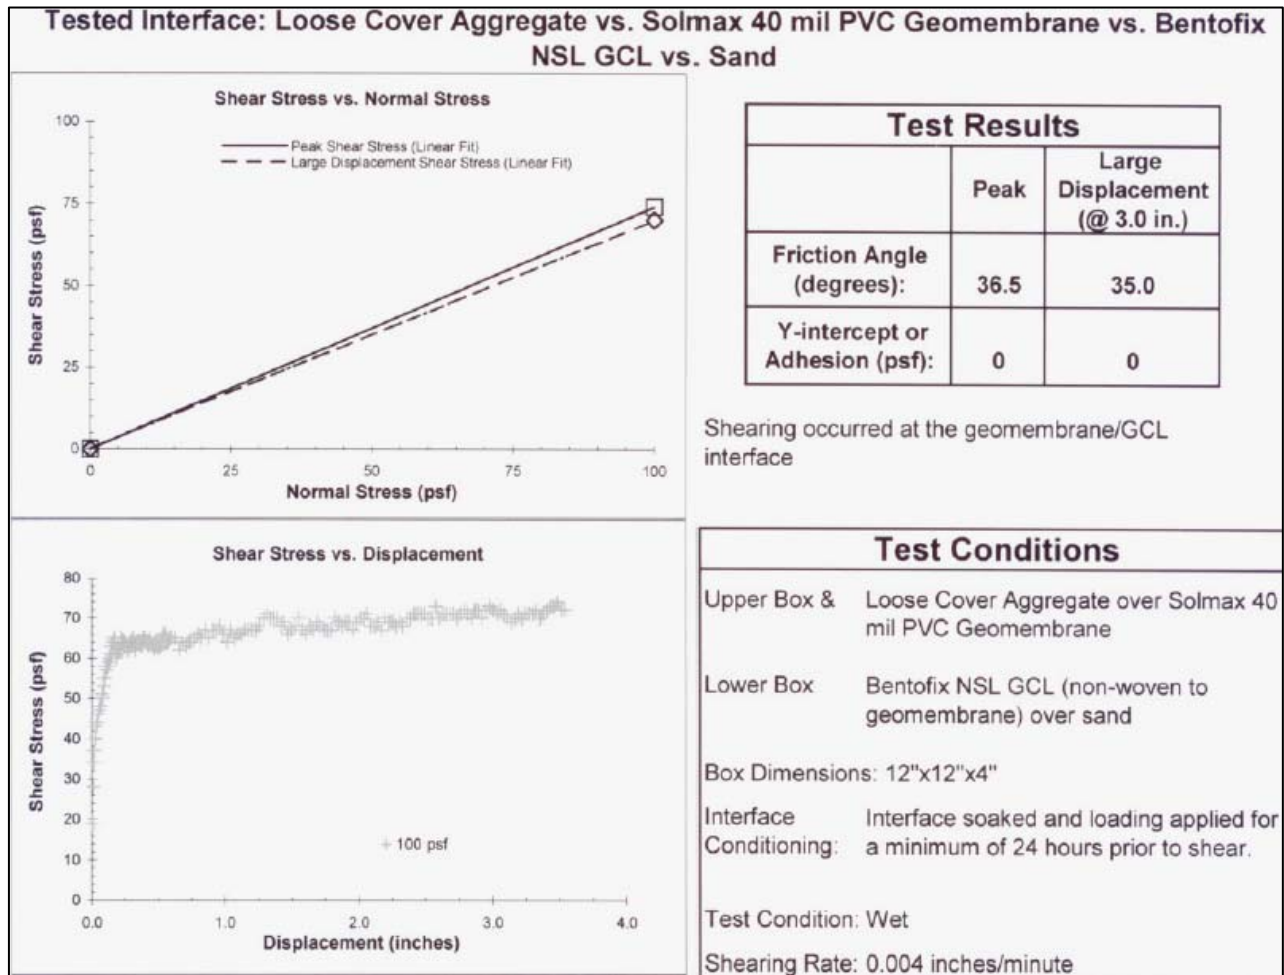 Tested Interface: Loose Cover Aggregate vs. Solmax 40 mil PVC Geomembrane vs. Bentofix
NSL GCL vs. Sand
Shear Stress vs. Normal Stress
100
75
50
25
0
Shear Stress (psf)
Peak Shear Stress (Linear Fit)
Large Displacement Shear Stress (Linear Fit)
0 25 50 75 100
Normal Stress (psf)
Test Results
Peak
Large
Displacement
(@ 3.0 in.)
Friction Angle
(degrees): 36.5 35.0
Y-intercept or
Adhesion (psf): 0 0
Shearing occurred at the geomembrane/GCL
interface
Shear Stress vs. Displacement
80
70
60
50
40
30
20
10
0
Shear Stress (psf)
100 psf
0.0 1.0 2.0 3.0 4.0
Displacement (inches)
Test Conditions
Upper Box & Loose Cover Aggregate over Solmax 40
mil PVC Geomembrane
Lower Box Bentofix NSL GCL (non-woven to
geomembrane) over sand
Box Dimensions: 12"x12"x4"
Interface Interface soaked and loading applied for
Conditioning: a minimum of 24 hours prior to shear.
Test Condition: Wet
Shearing Rate: 0.004 inches/minute